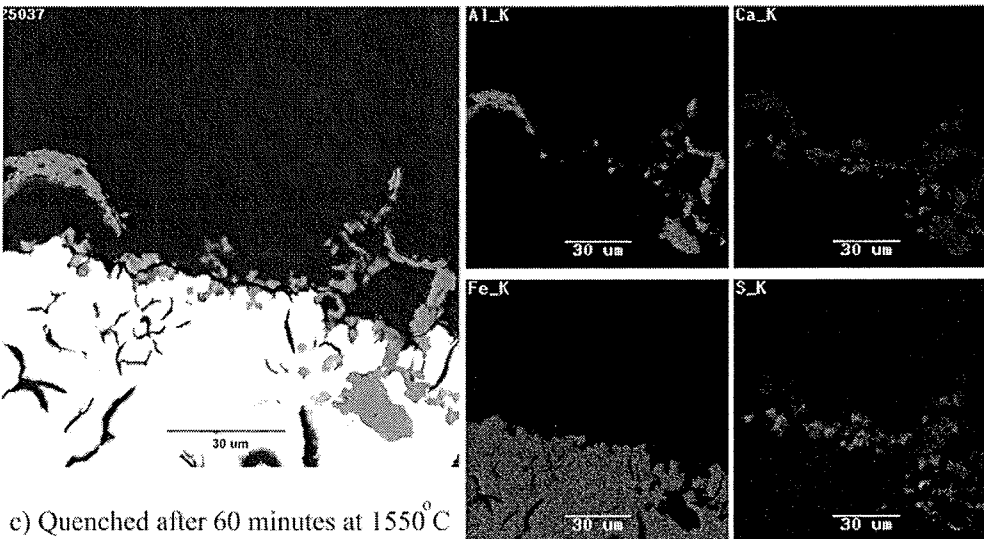 25037
30 um
Al_K
30 um
Ca_K
30 um
Fe_K
30 um
S_K
30 um
c) Quenched after 60 minutes at 1550°C